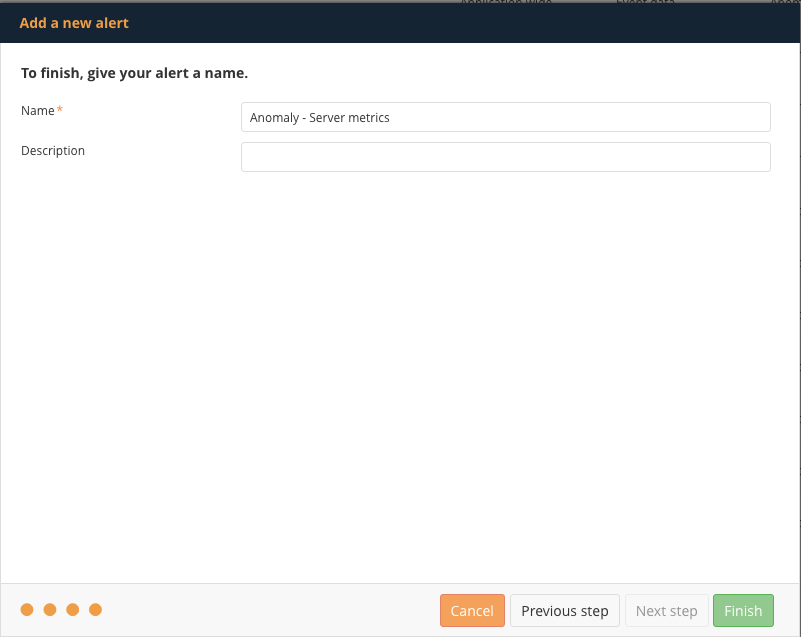 Add a new alert
To finish, give your alert a name.
Name*
Anomaly - Server metrics
Description
Cancel
Previous step
Next step
Finish